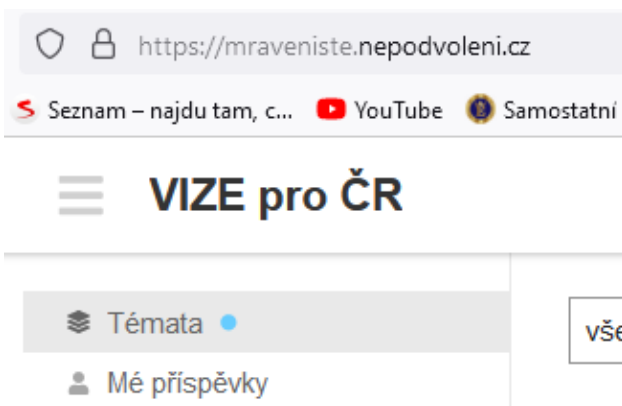 https://mraveniste.nepodvoleni.cz
Seznam – najdu tam, c... YouTube Samostatní
VIZE pro ČR
Témata
vše
Mé příspěvky